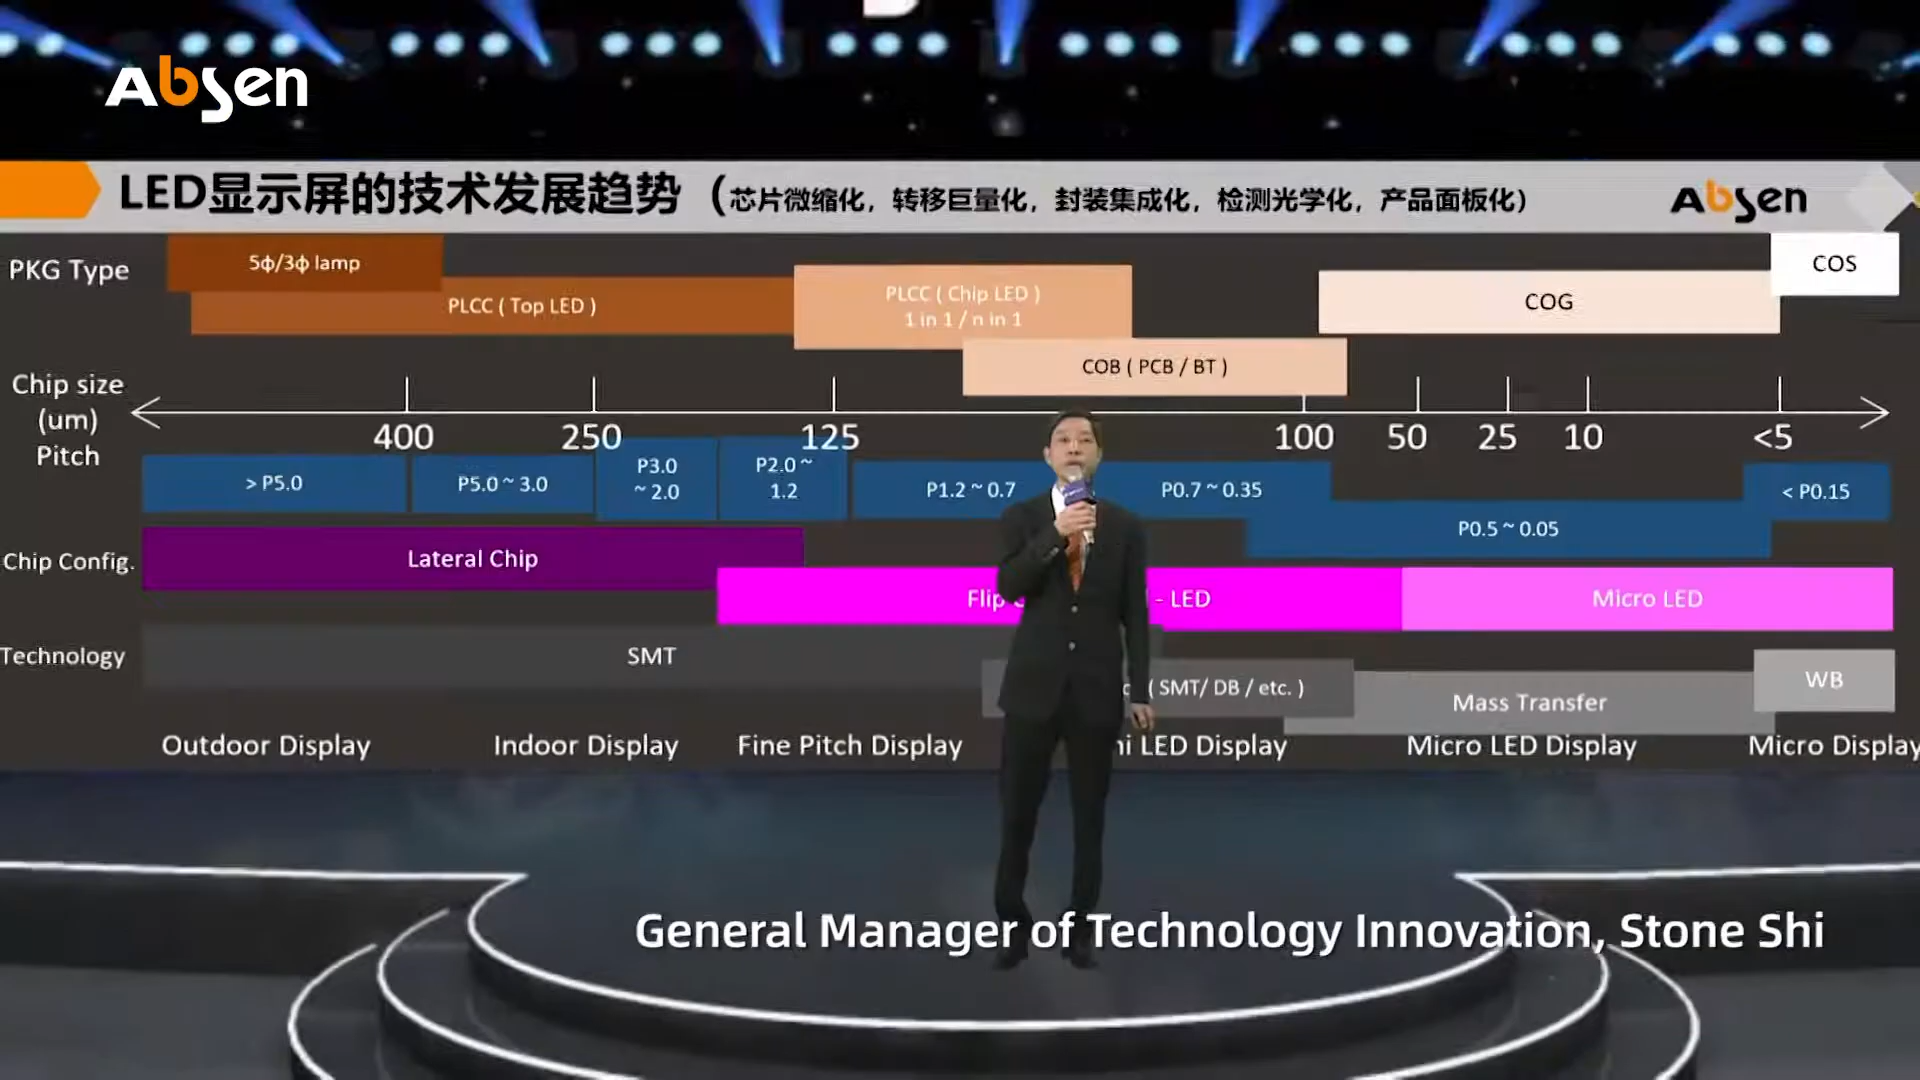 Absen
LED显示屏的技术发展趋势（芯片微缩化，转移巨量化，封装集成化，检测光学化，产品面板化）
Absen
PKG Type
5ф/3ф lamp
PLCC ( Top LED )
PLCC ( Chip LED )
1 in 1 / n in 1
COB ( PCB / BT )
COG
COS
Chip size
(um)
Pitch
400
250
125
100
50
25
10
<5
> P5.0
P5.0 ~ 3.0
P3.0
~ 2.0
P2.0 ~
1.2
P1.2 ~ 0.7
P0.7 ~ 0.35
P0.5 ~ 0.05
< P0.15
Chip Config.
Lateral Chip
Flip
- LED
Micro LED
Technology
SMT
( SMT/ DB / etc. )
Mass Transfer
WB
Outdoor Display
Indoor Display
Fine Pitch Display
LED Display
Micro LED Display
Micro Display
General Manager of Technology Innovation, Stone Shi